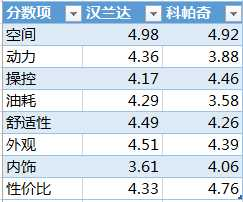 分数项 汉兰达 科帕奇
空间 4.98 4.92
动力 4.36 3.88
操控 4.17 4.46
油耗 4.29 3.58
舒适性 4.49 4.26
外观 4.51 4.39
内饰 3.61 4.06
性价比 4.33 4.76